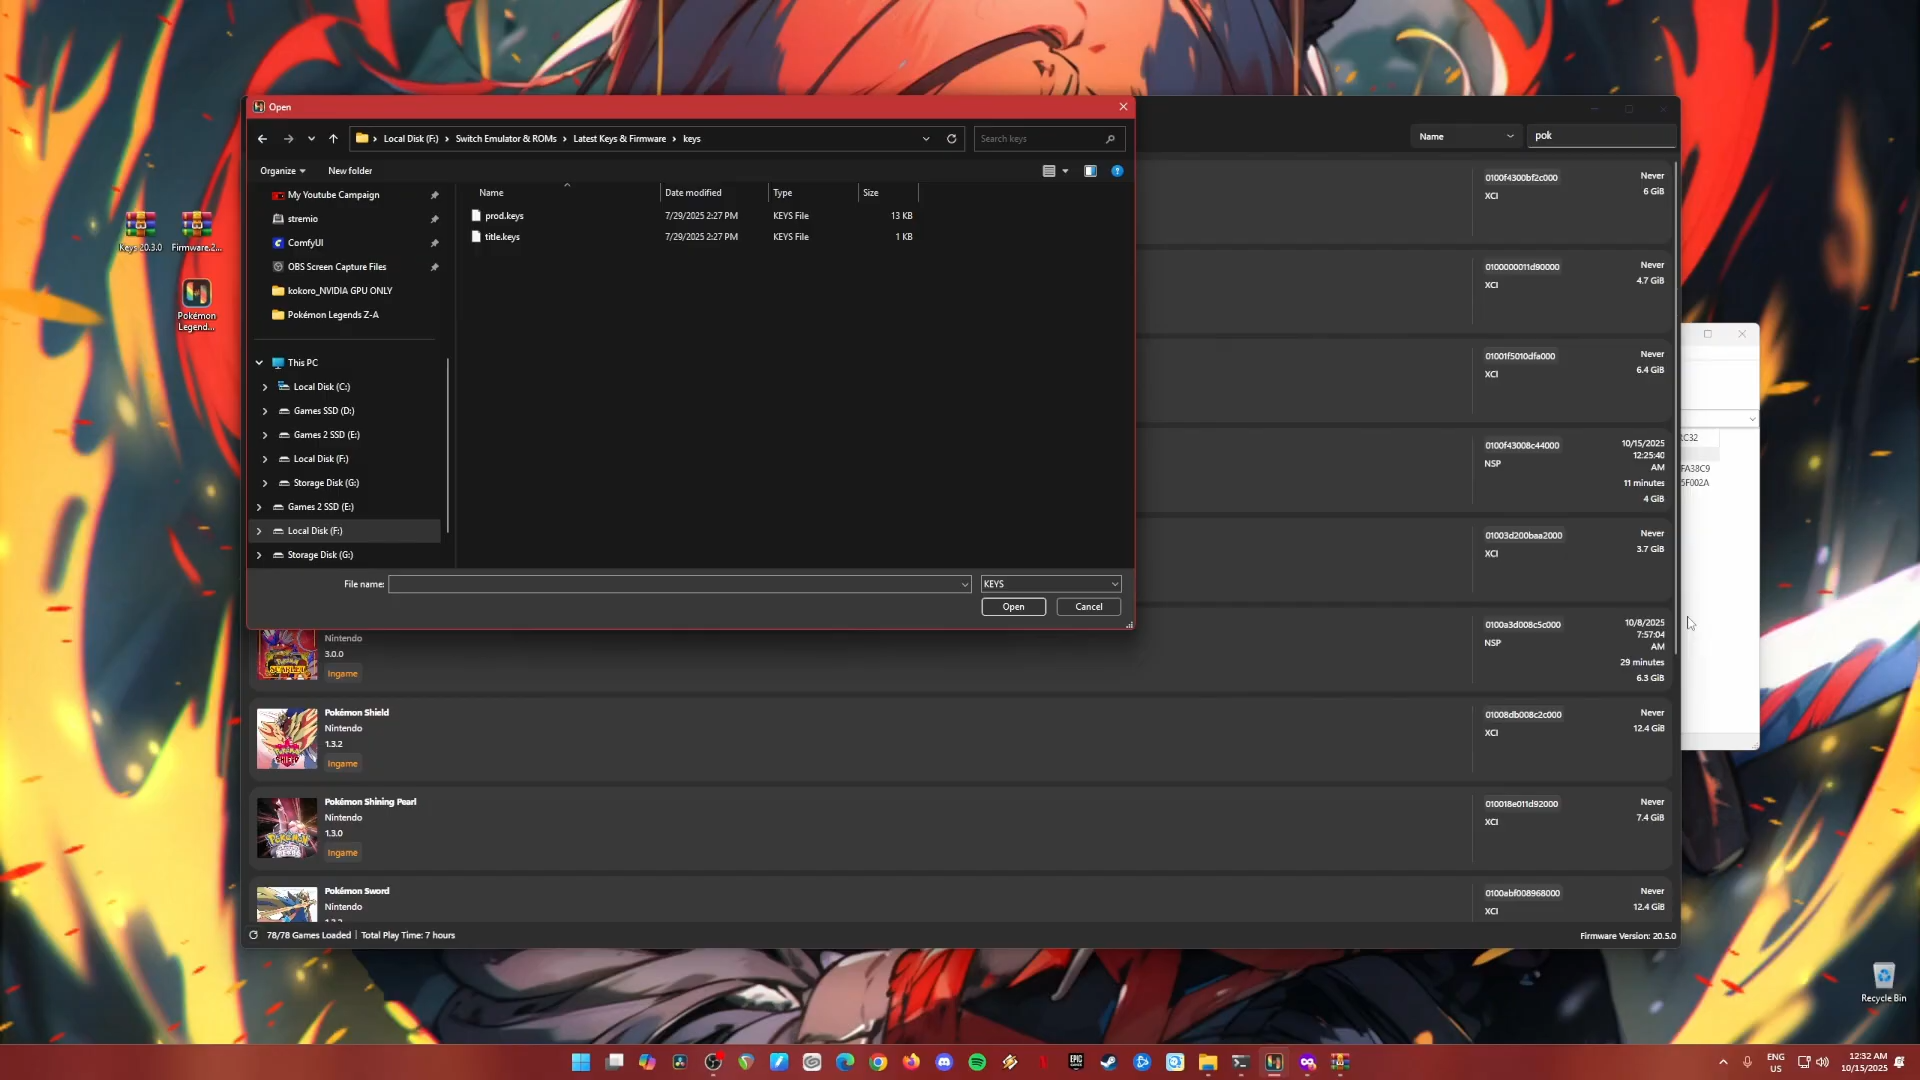 Open
Local Disk (F:) › Switch Emulator & ROMs › Latest Keys & Firmware › keys
Search keys
Name
pok
Organize
New folder
Name
Date modified
Type
Size
My Youtube Campaign
stremio
ComfyUI
OBS Screen Capture Files
kokoro_NVIDIA GPU ONLY
Pokémon Legends Z-A
This PC
Local Disk (C:)
Games SSD (D:)
Games 2 SSD (E:)
Local Disk (F:)
Storage Disk (G:)
Games 2 SSD (E:)
Local Disk (F:)
Storage Disk (G:)
prod.keys 7/29/2025 2:27 PM KEYS File 13 KB
title.keys 7/29/2025 2:27 PM KEYS File 1 KB
File name:
KEYS
Open
Cancel
Keys 20.3.0
Firmware.2...
Pokémon
Legend...
0100f4300bf2c000
XCI
Never
6 GiB
0100000011d90000
XCI
Never
4.7 GiB
01001f5010dfa000
XCI
Never
6.4 GiB
0100f43008c44000
NSP
10/15/2025
12:25:40
AM
11 minutes
4 GiB
01003d200baa2000
XCI
Never
3.7 GiB
Nintendo
3.0.0
Ingame
0100a3d008c5c000
NSP
10/8/2025
7:57:04
AM
29 minutes
6.3 GiB
Pokémon Shield
Nintendo
1.3.2
Ingame
01008db008c2c000
XCI
Never
12.4 GiB
Pokémon Shining Pearl
Nintendo
1.3.0
Ingame
010018e011d92000
XCI
Never
7.4 GiB
Pokémon Sword
Nintendo
0100abf008968000
XCI
Never
12.4 GiB
78/78 Games Loaded | Total Play Time: 7 hours
Firmware Version: 20.5.0
C32
FA38C9
5F002A
Recycle Bin
EPIC
GAMES
ENG
US
12:32 AM
10/15/2025